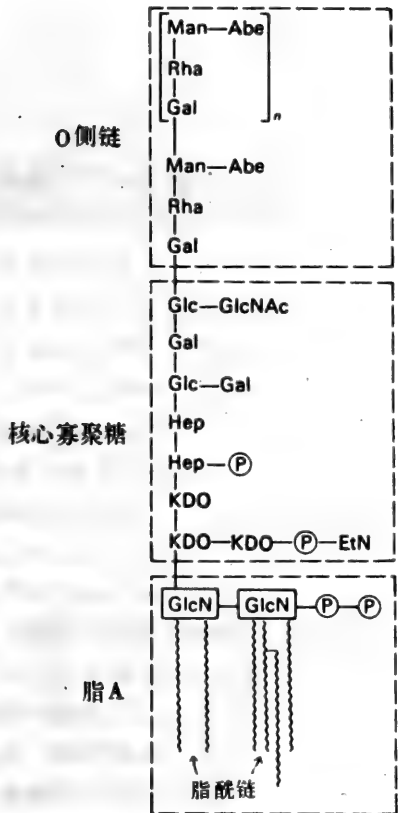 Man—Abe
Rha
Gal
n
O侧链
Man—Abe
Rha
Gal
Glc—GlcNAc
Gal
Glc—Gal
核心寡聚糖
Hep
Hep—Ⓟ
KDO
KDO—KDO—Ⓟ—EtN
GlcN—GlcN—Ⓟ—Ⓟ
脂A
脂酰链